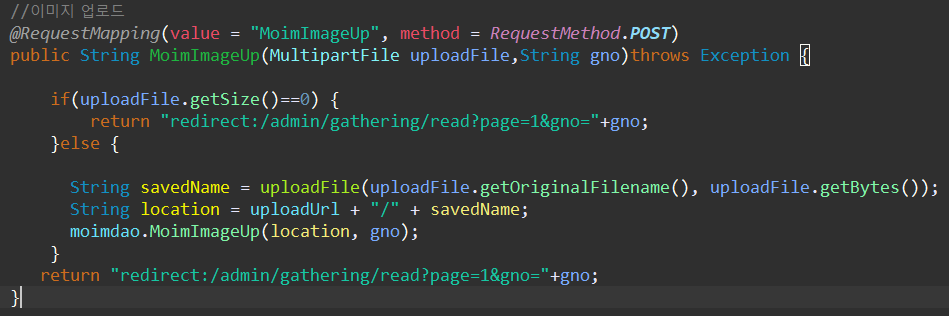 //이미지 업로드
@RequestMapping(value = "MoimImageUp", method = RequestMethod.POST)
public String MoimImageUp(MultipartFile uploadFile,String gno)throws Exception {
if(uploadFile.getSize()==0) {
return "redirect:/admin/gathering/read?page=1&gno="+gno;
}else {
String savedName = uploadFile(uploadFile.getOriginalFilename(), uploadFile.getBytes());
String location = uploadUrl + "/" + savedName;
moimdao.MoimImageUp(location, gno);
}
return "redirect:/admin/gathering/read?page=1&gno="+gno;
}